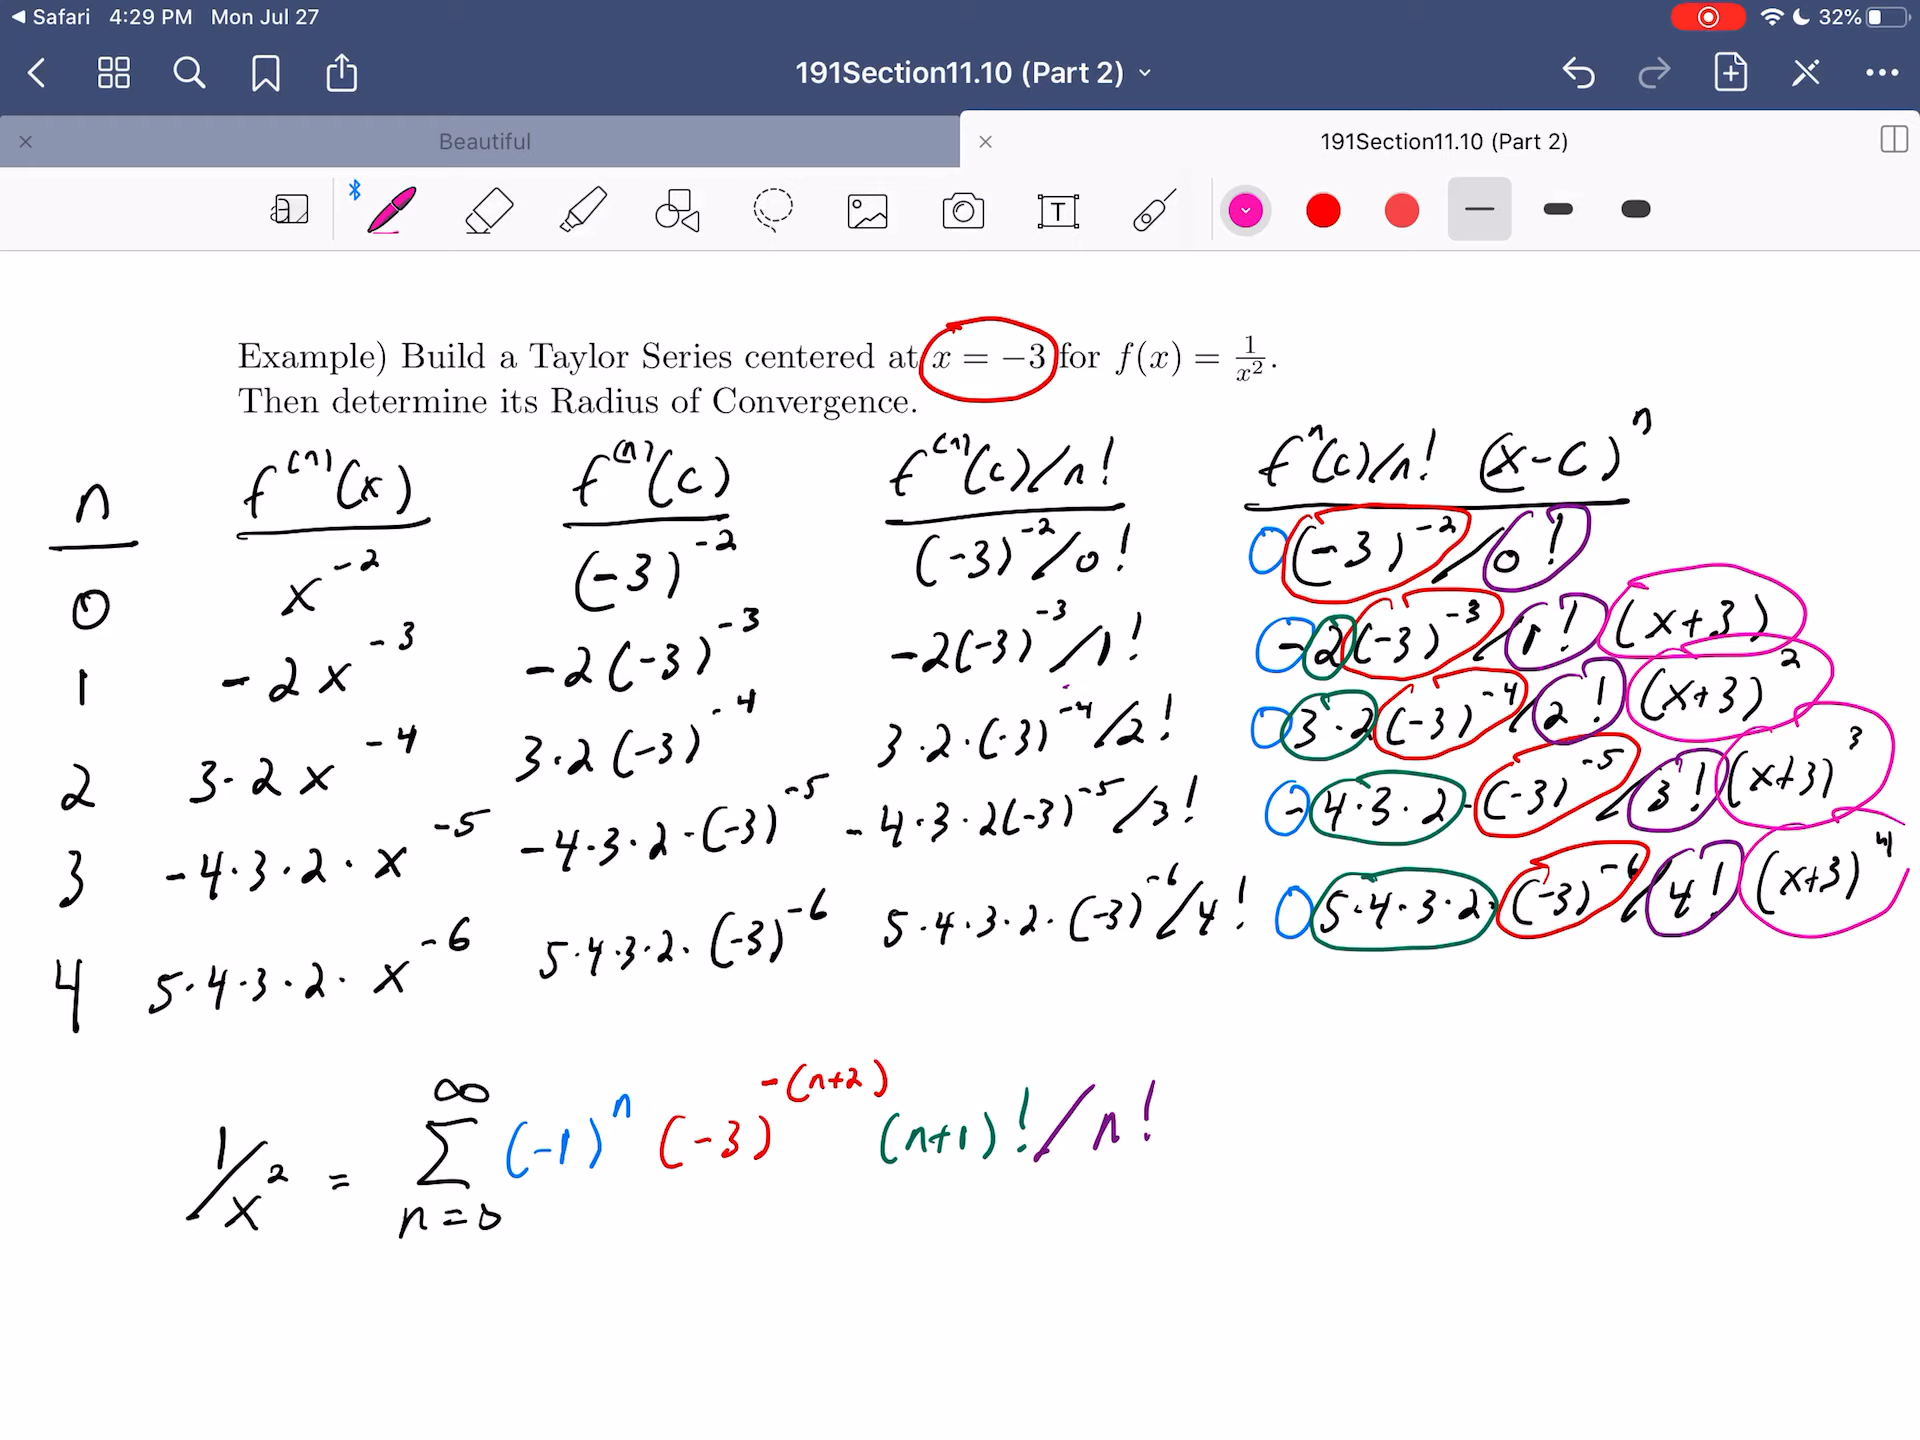 Safari 4:29 PM Mon Jul 27 32%
191Section11.10 (Part 2)
Beautiful 191Section11.10 (Part 2)
a T
Example) Build a Taylor Series centered at x = −3 for f(x) = 1/x².
Then determine its Radius of Convergence.
n f⁽ⁿ⁾(x) f⁽ⁿ⁾(c) f⁽ⁿ⁾(c)/n! fⁿ(c)/n! (x-c)ⁿ
0 x⁻² (-3)⁻² (-3)⁻²/0! (-3)⁻²/0!
1 -2x⁻³ -2(-3)⁻³ -2(-3)⁻³/1! -2(-3)⁻³/1! (x+3)
2 3·2x⁻⁴ 3·2(-3)⁻⁴ 3·2·(-3)⁻⁴/2! 3·2(-3)⁻⁴/2! (x+3)²
3 -4·3·2·x⁻⁵ -4·3·2·(-3)⁻⁵ -4·3·2(-3)⁻⁵/3! -4·3·2·(-3)⁻⁵/3! (x+3)³
4 5·4·3·2·x⁻⁶ 5·4·3·2·(-3)⁻⁶ 5·4·3·2·(-3)⁻⁶/4! 5·4·3·2·(-3)⁻⁶/4! (x+3)⁴
1/x² = ∞ Σ n=0 (-1)ⁿ (-3)^-(n+2) (n+1)!/n!